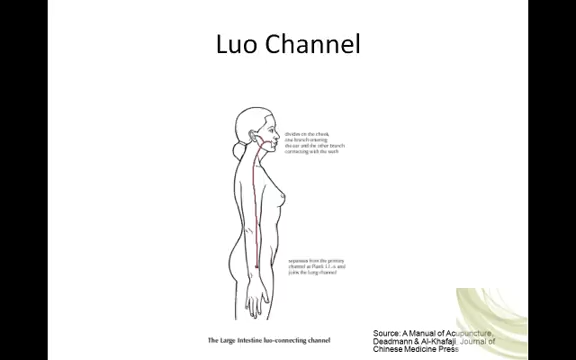 Luo Channel
divides on the cheek,
one branch entering
the ear and the other branch
connecting with the teeth
separates from the primary
channel at Pianli L.I.-6 and
joins the Lung channel
The Large Intestine luo-connecting channel
Source: A Manual of Acupuncture,
Deadmann & Al-Khafaji, Journal of
Chinese Medicine Press